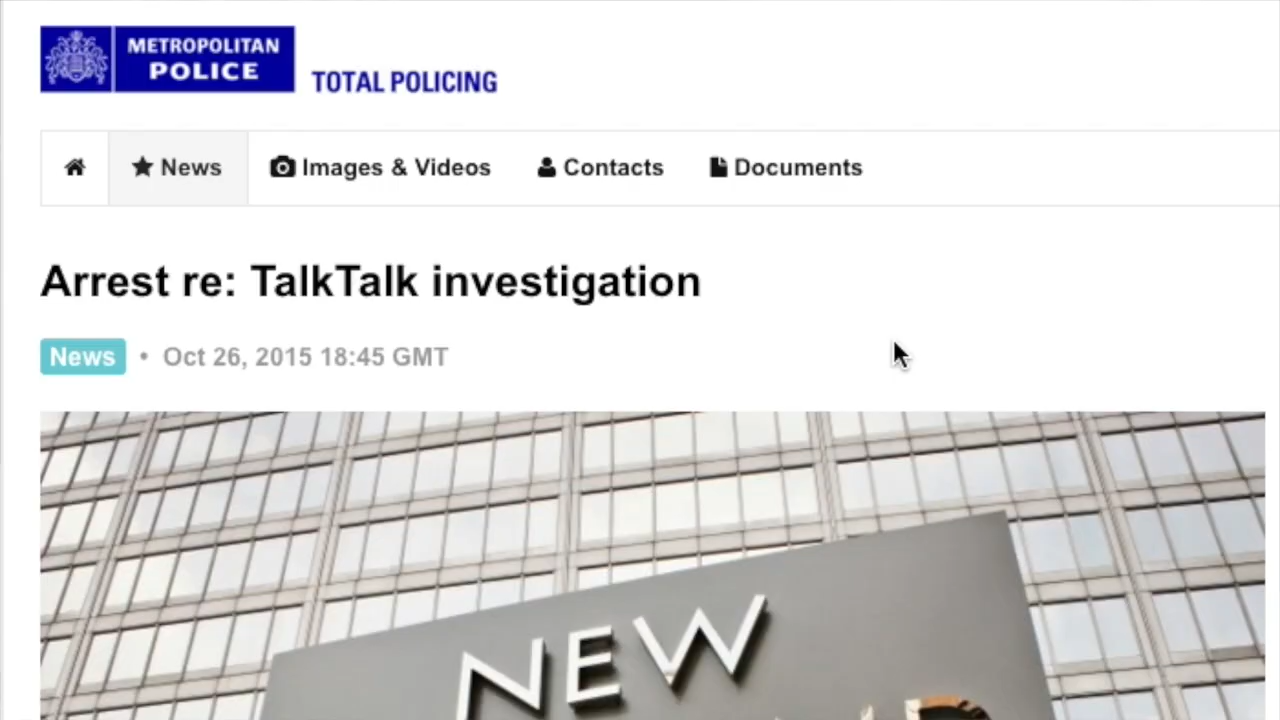 METROPOLITAN
POLICE
TOTAL POLICING
News
Images & Videos
Contacts
Documents
Arrest re: TalkTalk investigation
News • Oct 26, 2015 18:45 GMT
NEW